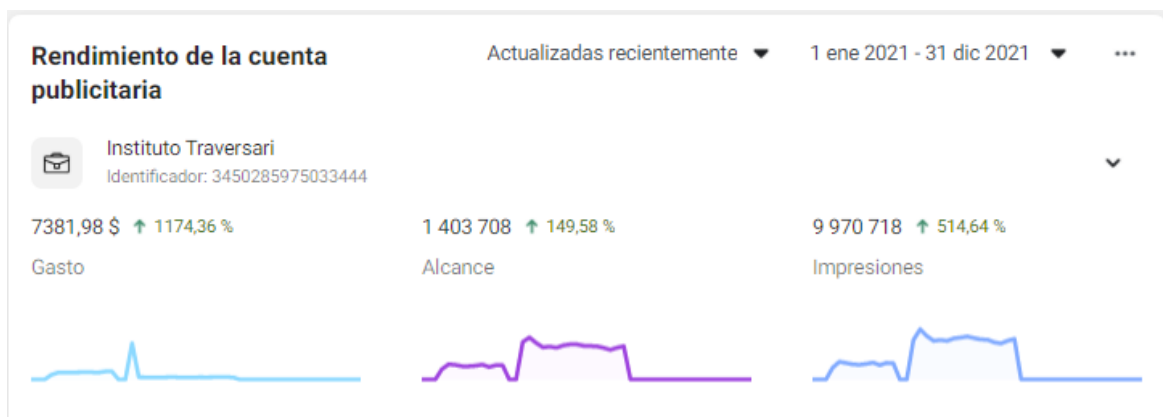 Rendimiento de la cuenta
publicitaria
Actualizadas recientemente
1 ene 2021 - 31 dic 2021
Instituto Traversari
Identificador: 3450285975033444
7381,98 $ ↑ 1174,36 %
Gasto
1 403 708 ↑ 149,58 %
Alcance
9 970 718 ↑ 514,64 %
Impresiones